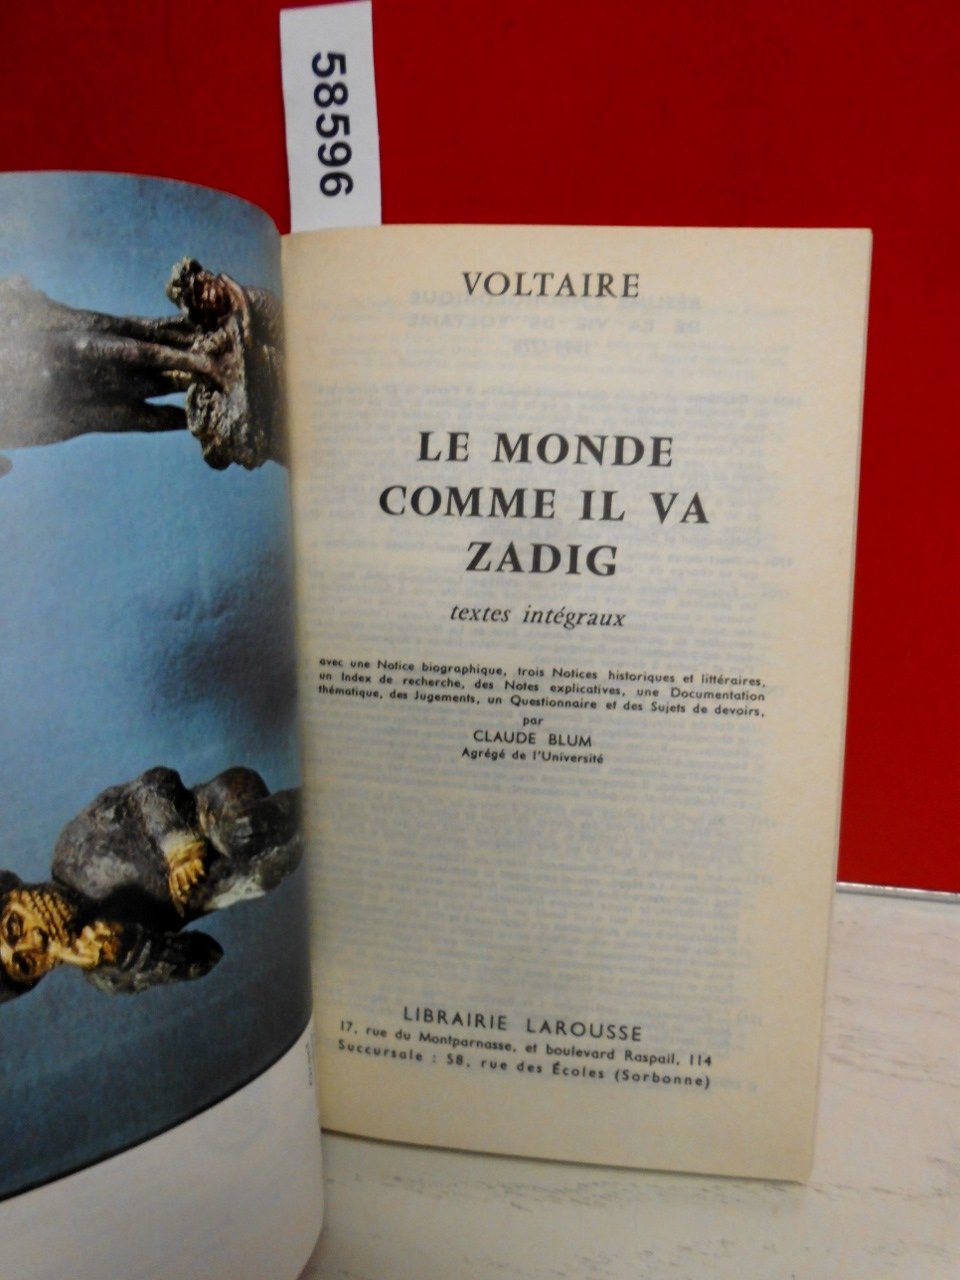 58596
VOLTAIRE
LE MONDE
COMME IL VA
ZADIG
textes intégraux
avec une Notice biographique, trois Notices historiques et littéraires,
un Index de recherche, des Notes explicatives, une Documentation
thématique, des Jugements, un Questionnaire et des Sujets de devoirs,
par
CLAUDE BLUM
Agrégé de l'Université
LIBRAIRIE LAROUSSE
17, rue du Montparnasse, et boulevard Raspail, 114
Succursale : 58, rue des Écoles (Sorbonne)